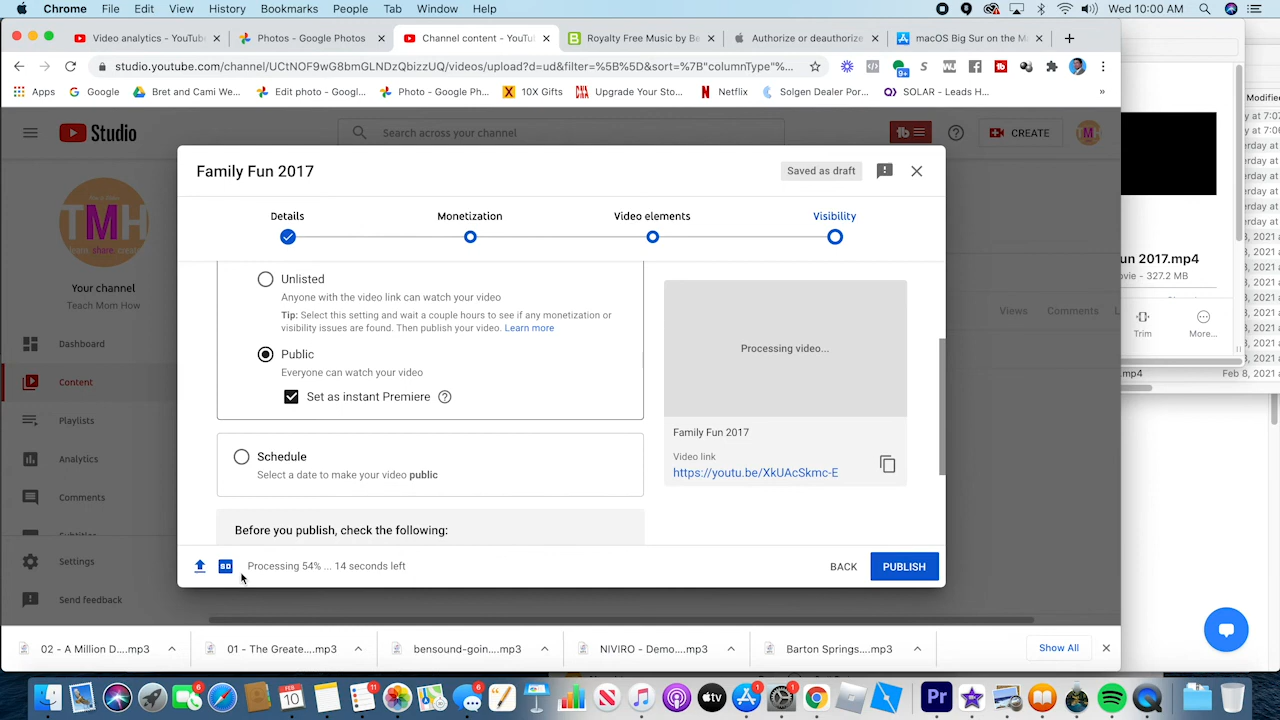 Chrome File Edit View History Bookmarks People Tab Window Help Wed 10:00 AM
Video analytics - YouTub
Photos - Google Photos
Channel content - YouTu
Royalty Free Music by Be
Authorize or deauthorize
macOS Big Sur on the M
studio.youtube.com/channel/UCtNOF9wG8bmGLNDzQbizzUQ/videos/upload?d=ud&filter=%5B%5D&sort=%7B"columnType"%...
9+
Apps Google Bret and Cami We... Edit photo - Googl... Photo - Google Ph... 10X Gifts Upgrade Your Sto... Netflix Solgen Dealer Por... SOLAR - Leads H... »
Modified
Studio
Search across your channel
CREATE
TMH
Family Fun 2017
Saved as draft
Details Monetization Video elements Visibility
TMH
Your channel
Teach Mom How
Dashboard
Content
Playlists
Analytics
Comments
Subtitles
Settings
Send feedback
Unlisted
Anyone with the video link can watch your video
Tip: Select this setting and wait a couple hours to see if any monetization or
visibility issues are found. Then publish your video. Learn more
Public
Everyone can watch your video
Set as instant Premiere
Schedule
Select a date to make your video public
Before you publish, check the following:
Processing video...
Family Fun 2017
Video link
https://youtu.be/XkUAcSkmc-E
SD
Processing 54% ... 14 seconds left
BACK
PUBLISH
Views Comments
un 2017.mp4
ovie - 327.2 MB
Trim
More...
.mp4
Feb 8, 2021 a
02 - A Million D....mp3
01 - The Greate....mp3
bensound-goin....mp3
NIVIRO - Demo....mp3
Barton Springs....mp3
Show All